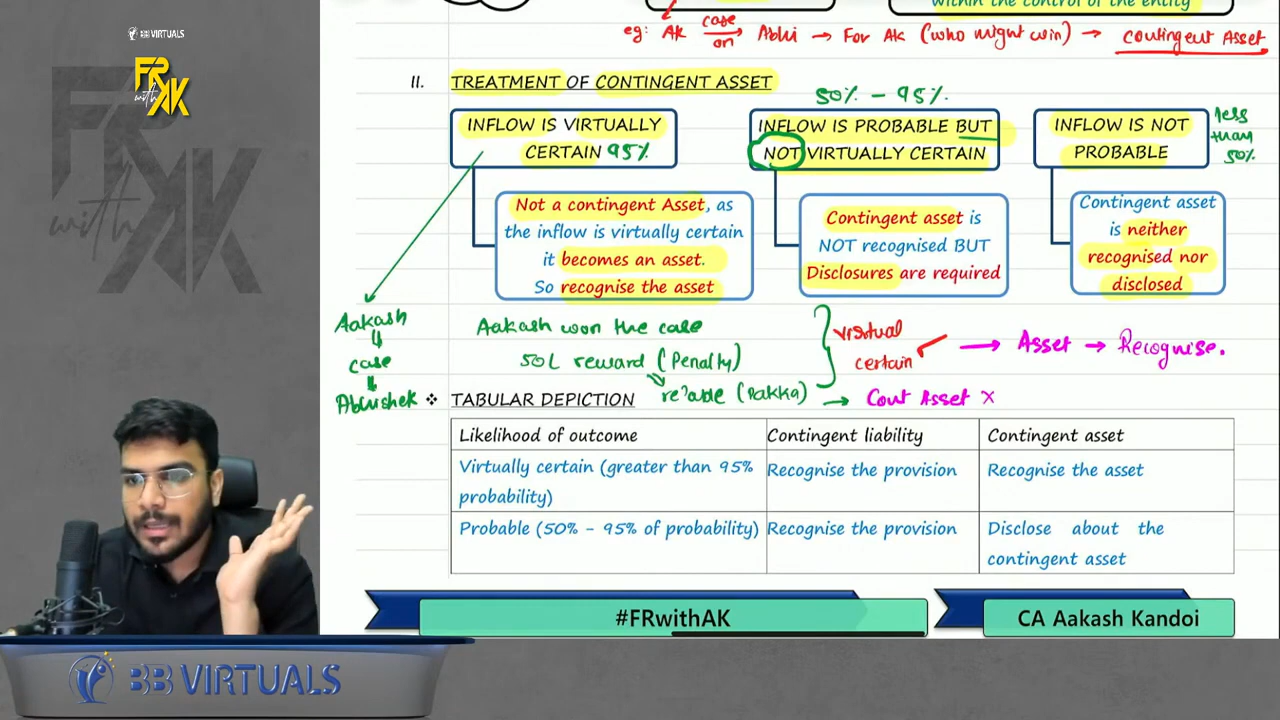 BB VIRTUALS
FR
with
AK
FR
with
AK
within the control of the entity
eg: AK case on Abhi → For AK (who might win) → contingent Asset
II. TREATMENT OF CONTINGENT ASSET
50% - 95%.
INFLOW IS VIRTUALLY
CERTAIN 95%
INFLOW IS PROBABLE BUT
NOT VIRTUALLY CERTAIN
INFLOW IS NOT
PROBABLE
less
than
50%.
Not a contingent Asset, as
the inflow is virtually certain
it becomes an asset.
So recognise the asset
Contingent asset is
NOT recognised BUT
Disclosures are required
Contingent asset
is neither
recognised nor
disclosed
Aakash
case
Abhishek
Aakash won the case
50L reward (Penalty)
(Pakka) → Cont Asset ×
virtual
certain ✓ → Asset → Recognise.
❖ TABULAR DEPICTION
Likelihood of outcome Contingent liability Contingent asset
Virtually certain (greater than 95% probability) Recognise the provision Recognise the asset
Probable (50% - 95% of probability) Recognise the provision Disclose about the contingent asset
#FRwithAK
CA Aakash Kandoi
BB VIRTUALS